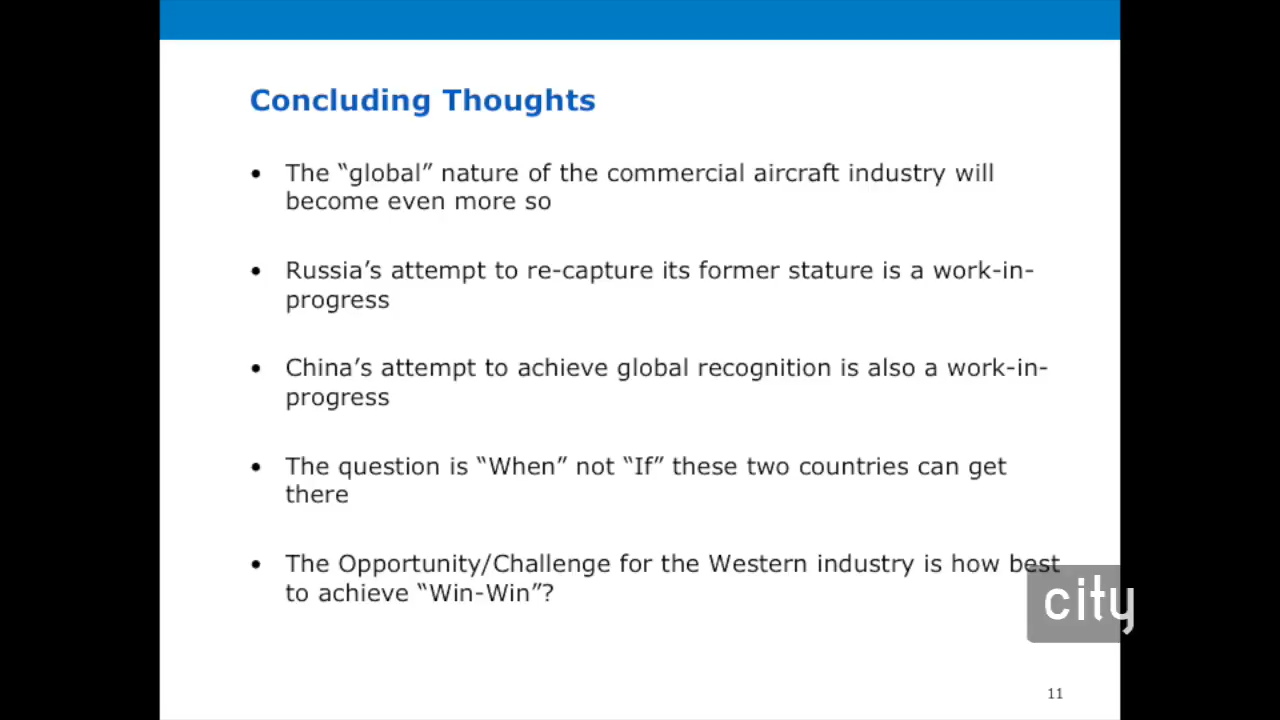 Concluding Thoughts
• The “global” nature of the commercial aircraft industry will
become even more so
• Russia’s attempt to re-capture its former stature is a work-in-
progress
• China’s attempt to achieve global recognition is also a work-in-
progress
• The question is “When” not “If” these two countries can get
there
• The Opportunity/Challenge for the Western industry is how best
to achieve “Win-Win”?
city
11